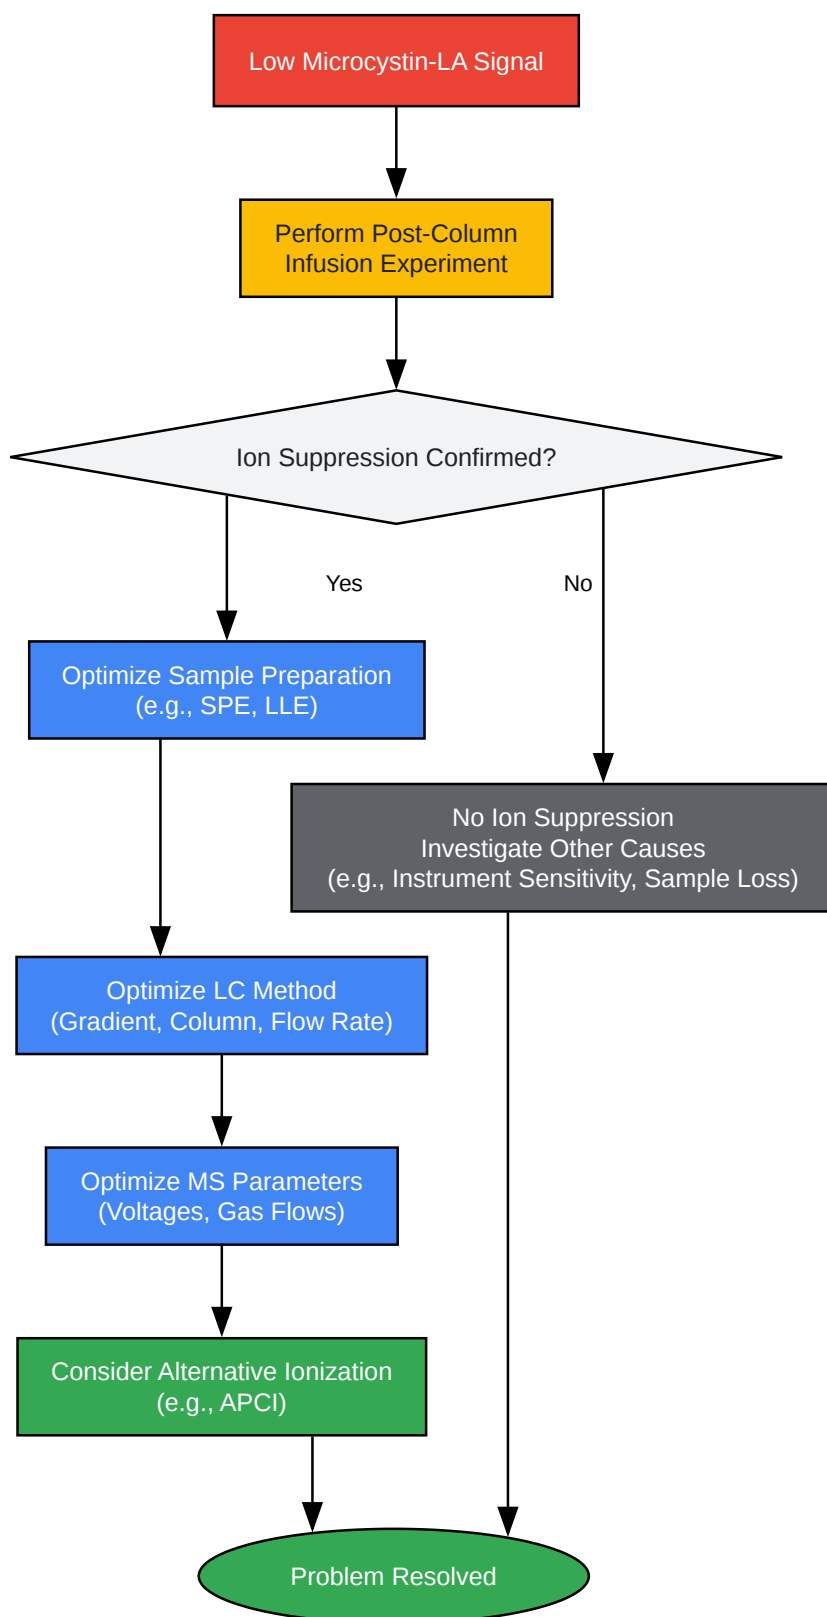 Low Microcystin-LA Signal
Perform Post-Column
Infusion Experiment
Ion Suppression Confirmed?
Yes
No
Optimize Sample Preparation
(e.g., SPE, LLE)
No Ion Suppression
Investigate Other Causes
(e.g., Instrument Sensitivity, Sample Loss)
Optimize LC Method
(Gradient, Column, Flow Rate)
Optimize MS Parameters
(Voltages, Gas Flows)
Consider Alternative Ionization
(e.g., APCI)
Problem Resolved